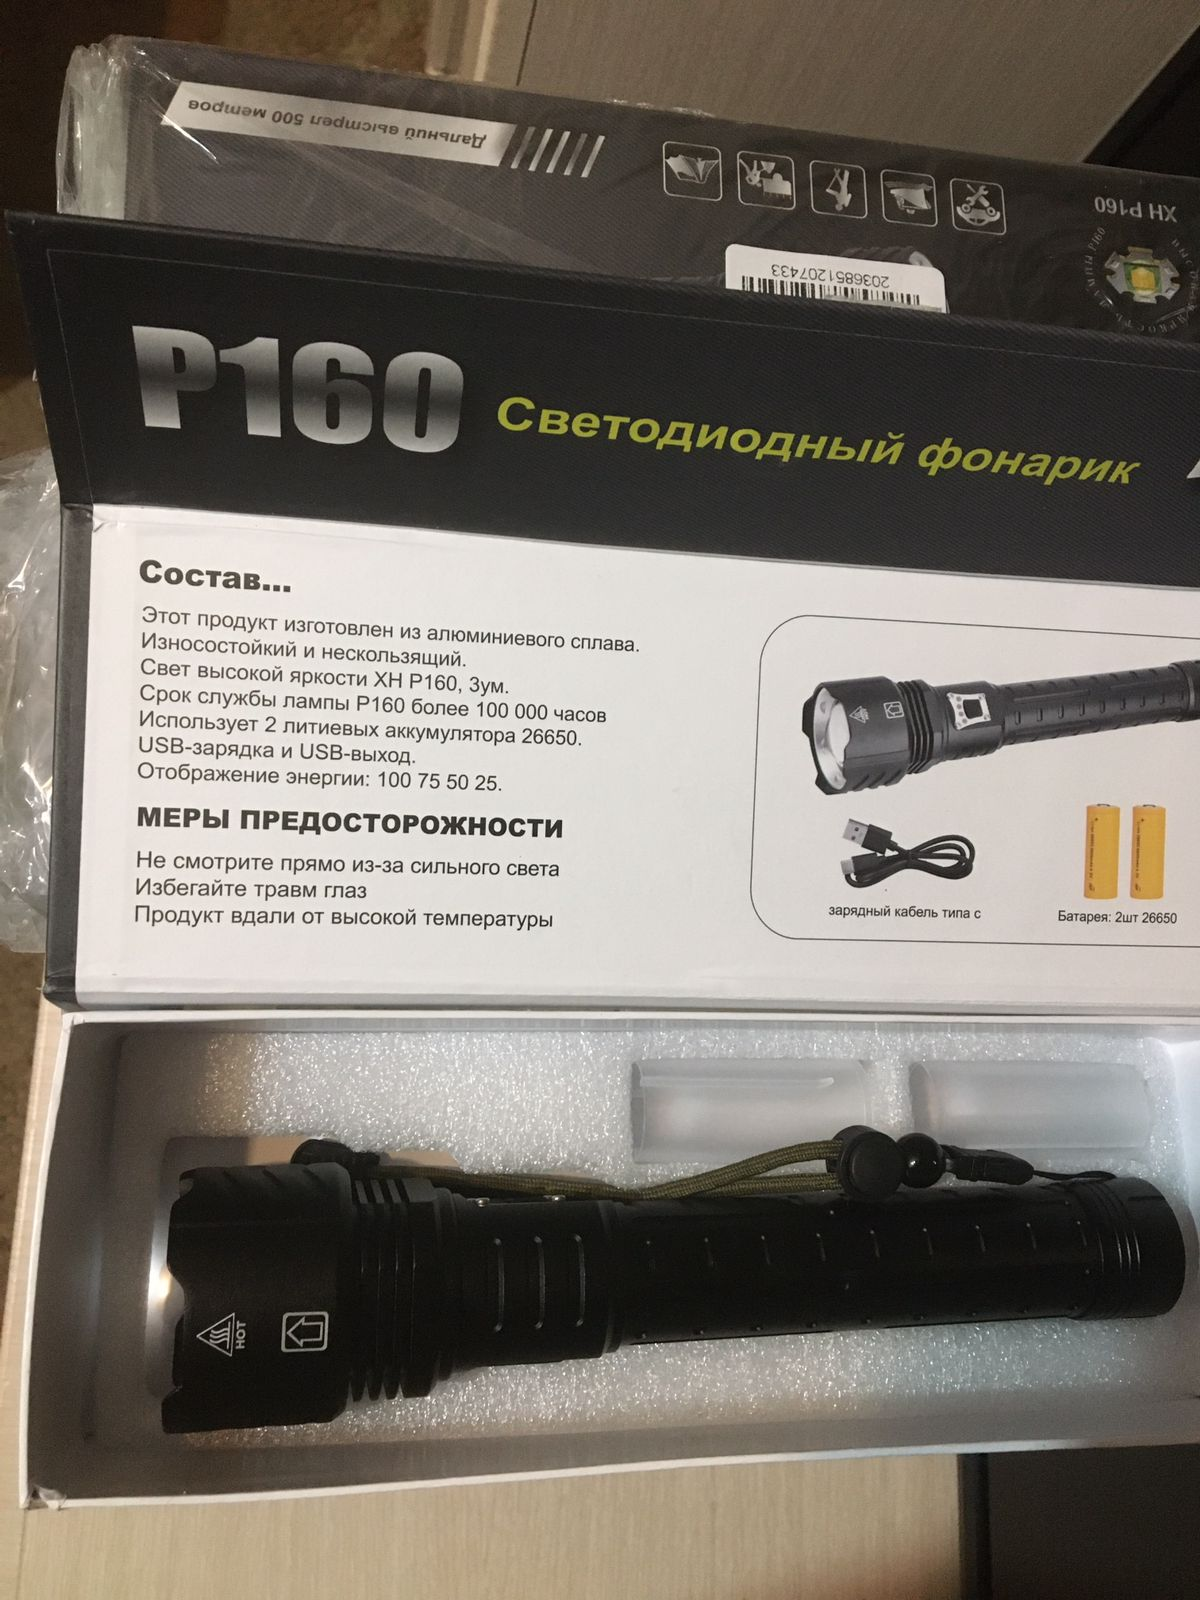 Дальний выстрел 500 метров
XH P160
2036851207433
P160
Светодиодный фонарик
Состав...
Этот продукт изготовлен из алюминиевого сплава.
Износостойкий и нескользящий.
Свет высокой яркости XH P160, Зум.
Срок службы лампы P160 более 100 000 часов
Использует 2 литиевых аккумулятора 26650.
USB-зарядка и USB-выход.
Отображение энергии: 100 75 50 25.
МЕРЫ ПРЕДОСТОРОЖНОСТИ
Не смотрите прямо из-за сильного света
Избегайте травм глаз
Продукт вдали от высокой температуры
зарядный кабель типа с
Батарея: 2шт 26650
HOT